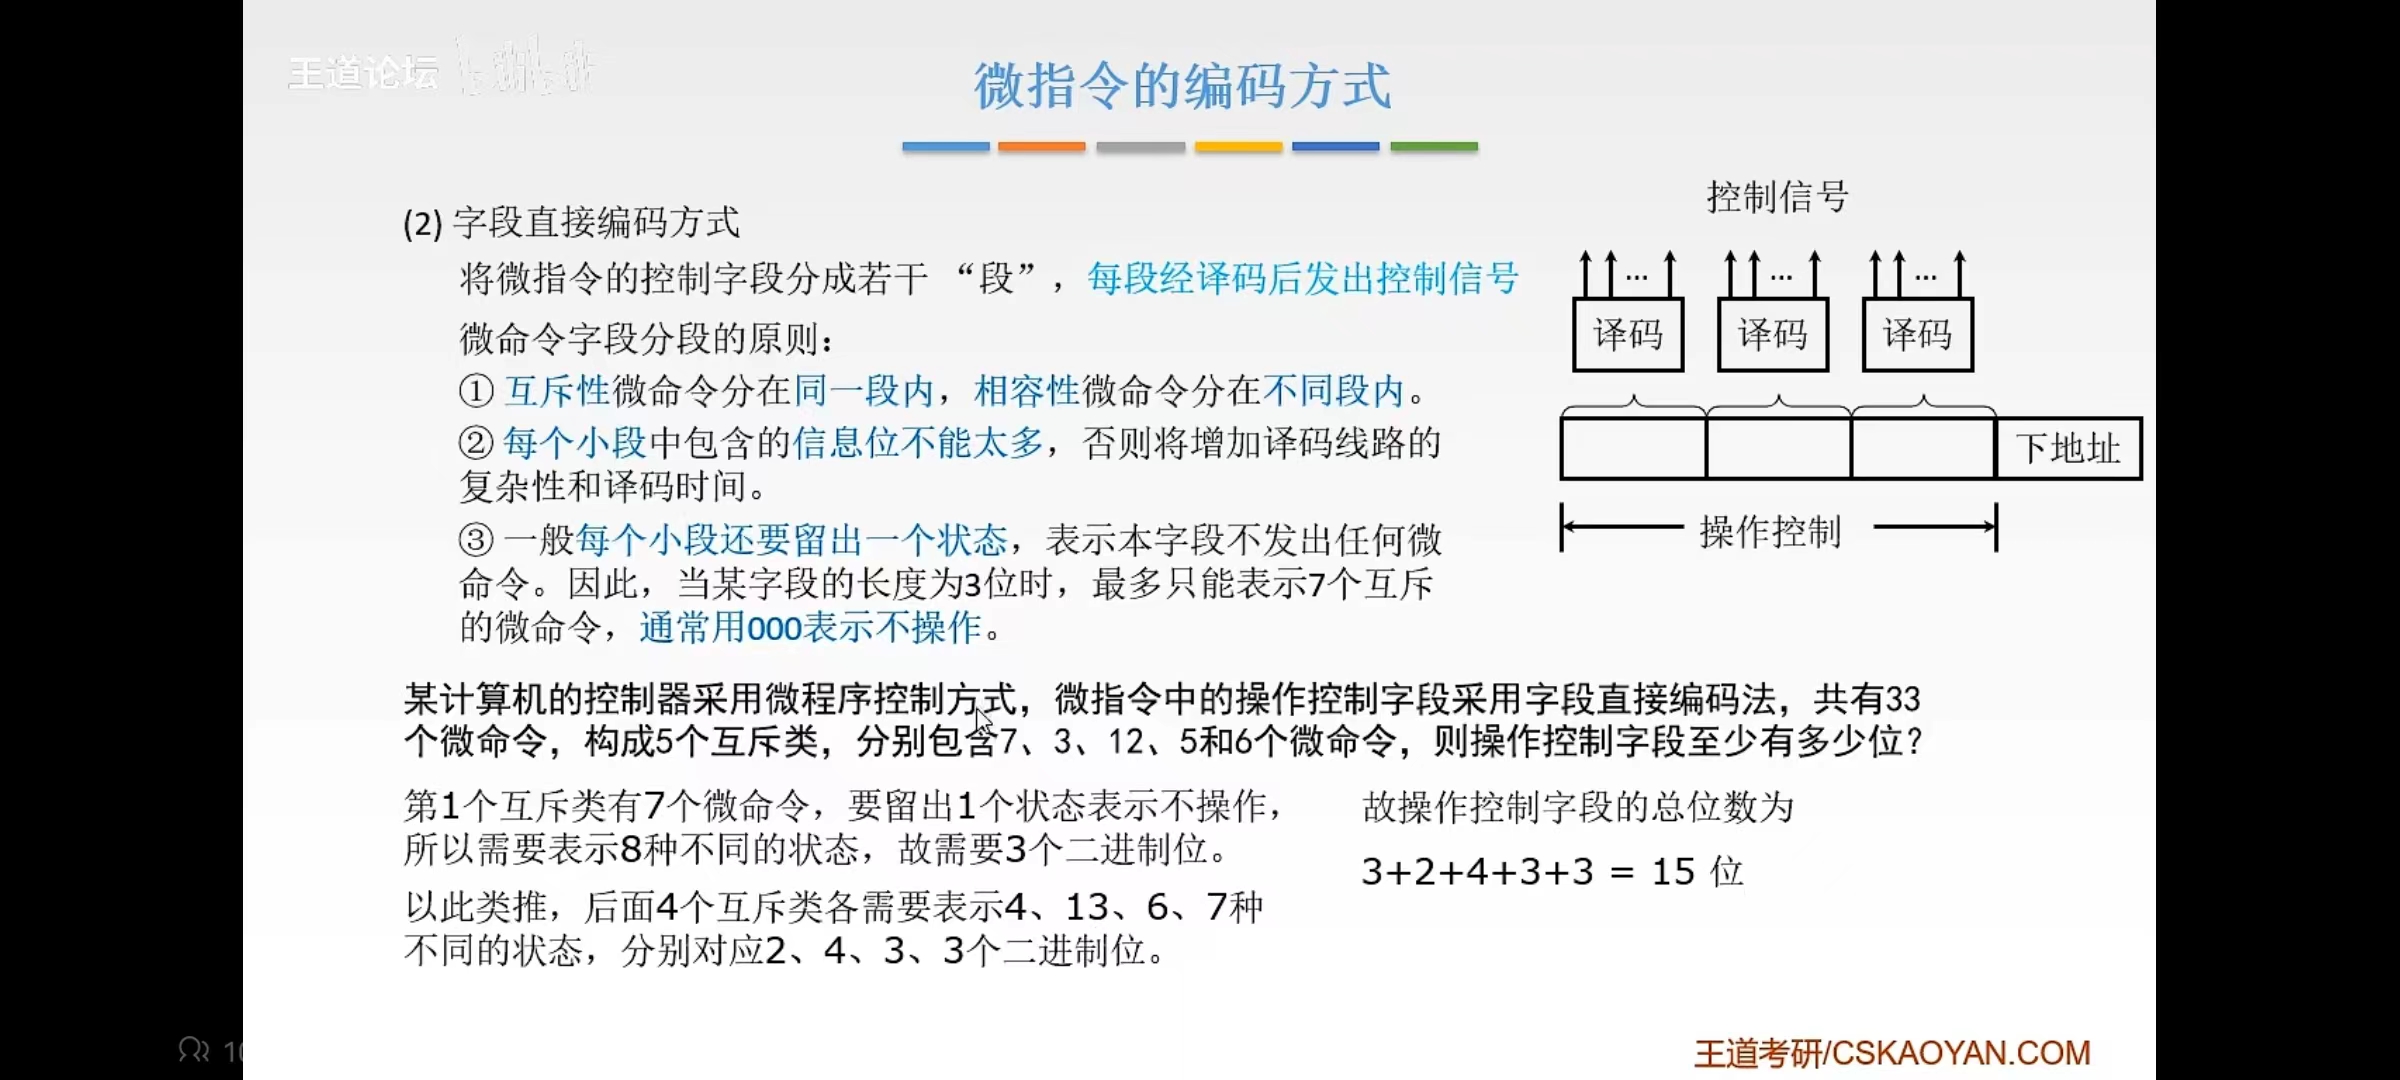 王道论坛 bilibili
微指令的编码方式
(2) 字段直接编码方式
将微指令的控制字段分成若干 “段”，每段经译码后发出控制信号
微命令字段分段的原则：
① 互斥性微命令分在同一段内，相容性微命令分在不同段内。
② 每个小段中包含的信息位不能太多，否则将增加译码线路的
复杂性和译码时间。
③ 一般每个小段还要留出一个状态，表示本字段不发出任何微
命令。因此，当某字段的长度为3位时，最多只能表示7个互斥
的微命令，通常用000表示不操作。
控制信号
... ... ...
译码 译码 译码
下地址
操作控制
某计算机的控制器采用微程序控制方式，微指令中的操作控制字段采用字段直接编码法，共有33
个微命令，构成5个互斥类，分别包含7、3、12、5和6个微命令，则操作控制字段至少有多少位？
第1个互斥类有7个微命令，要留出1个状态表示不操作，
所以需要表示8种不同的状态，故需要3个二进制位。
以此类推，后面4个互斥类各需要表示4、13、6、7种
不同的状态，分别对应2、4、3、3个二进制位。
故操作控制字段的总位数为
3+2+4+3+3 = 15 位
王道考研/CSKAOYAN.COM